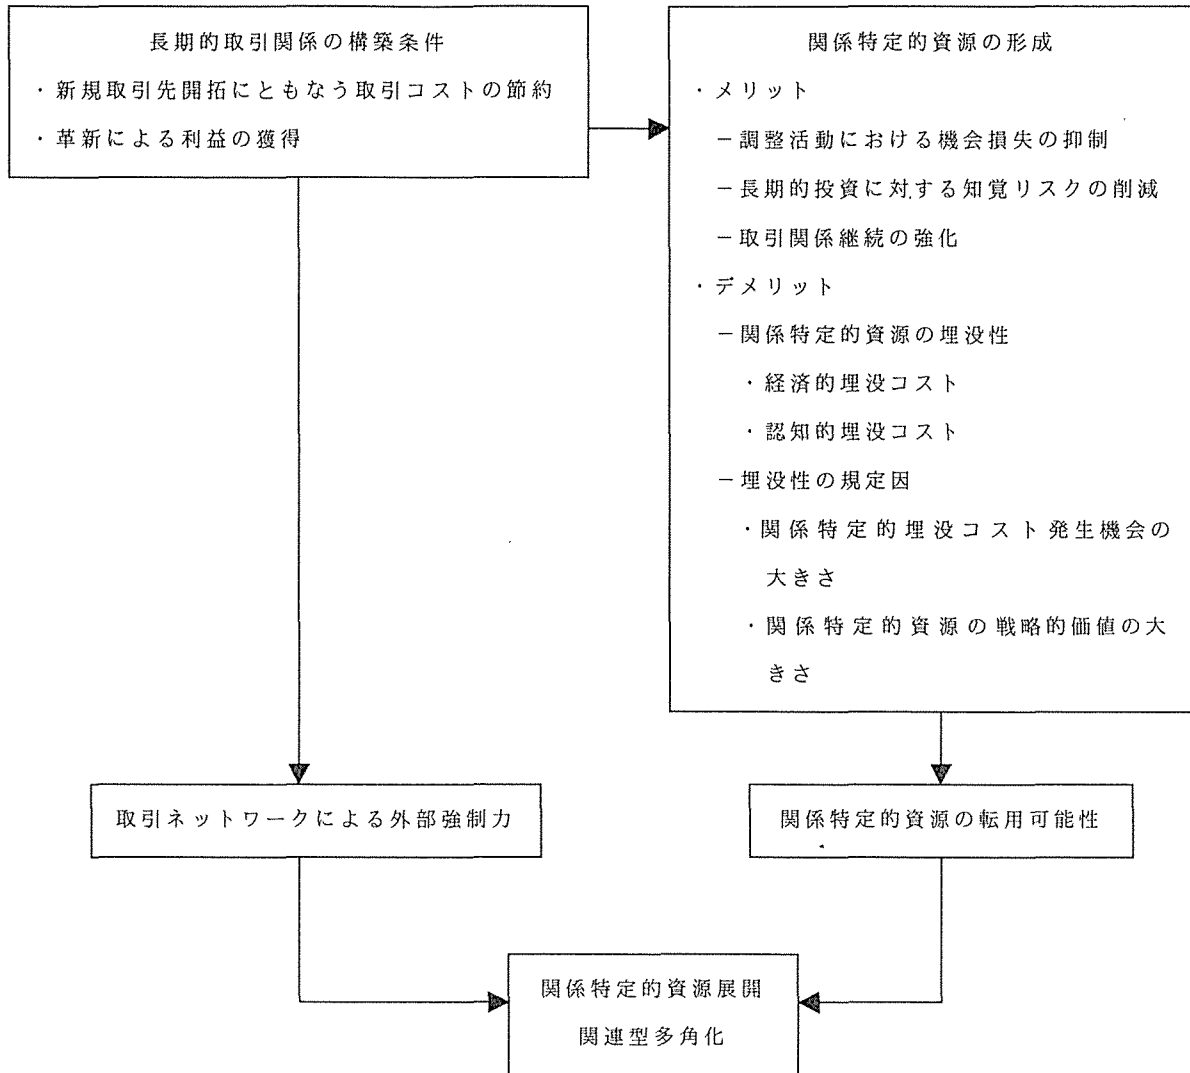 長期的取引関係の構築条件
・新規取引先開拓にともなう取引コストの節約
・革新による利益の獲得
関係特定的資源の形成
・メリット
－調整活動における機会損失の抑制
－長期的投資に対する知覚リスクの削減
－取引関係継続の強化
・デメリット
－関係特定的資源の埋没性
・経済的埋没コスト
・認知的埋没コスト
－埋没性の規定因
・関係特定的埋没コスト発生機会の
大きさ
・関係特定的資源の戦略的価値の大
きさ
取引ネットワークによる外部強制力
関係特定的資源の転用可能性
関係特定的資源展開
関連型多角化